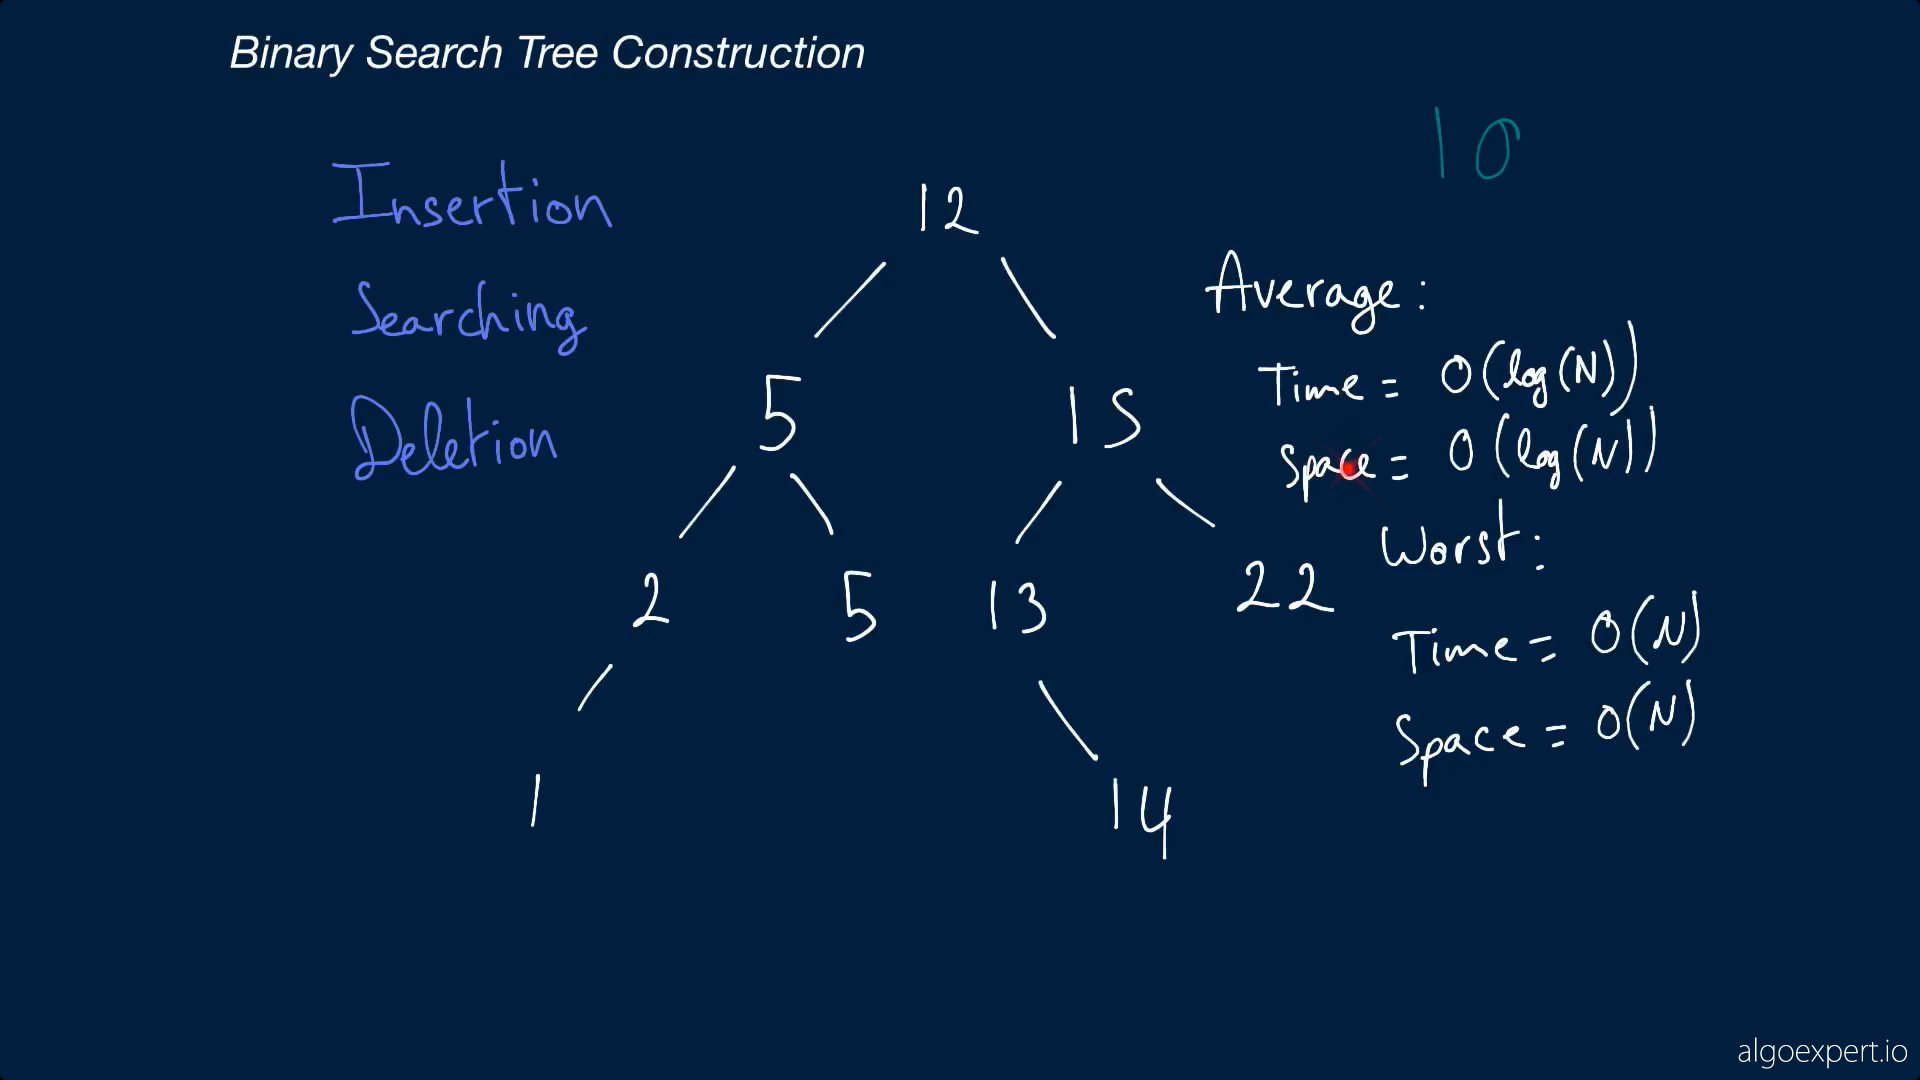 Binary Search Tree Construction
10
Insertion
Searching
Deletion
12
5 15
2 5 13 22
1 14
Average:
Time = O(log(N))
Space = O(log(N))
Worst:
Time = O(N)
Space = O(N)
algoexpert.io